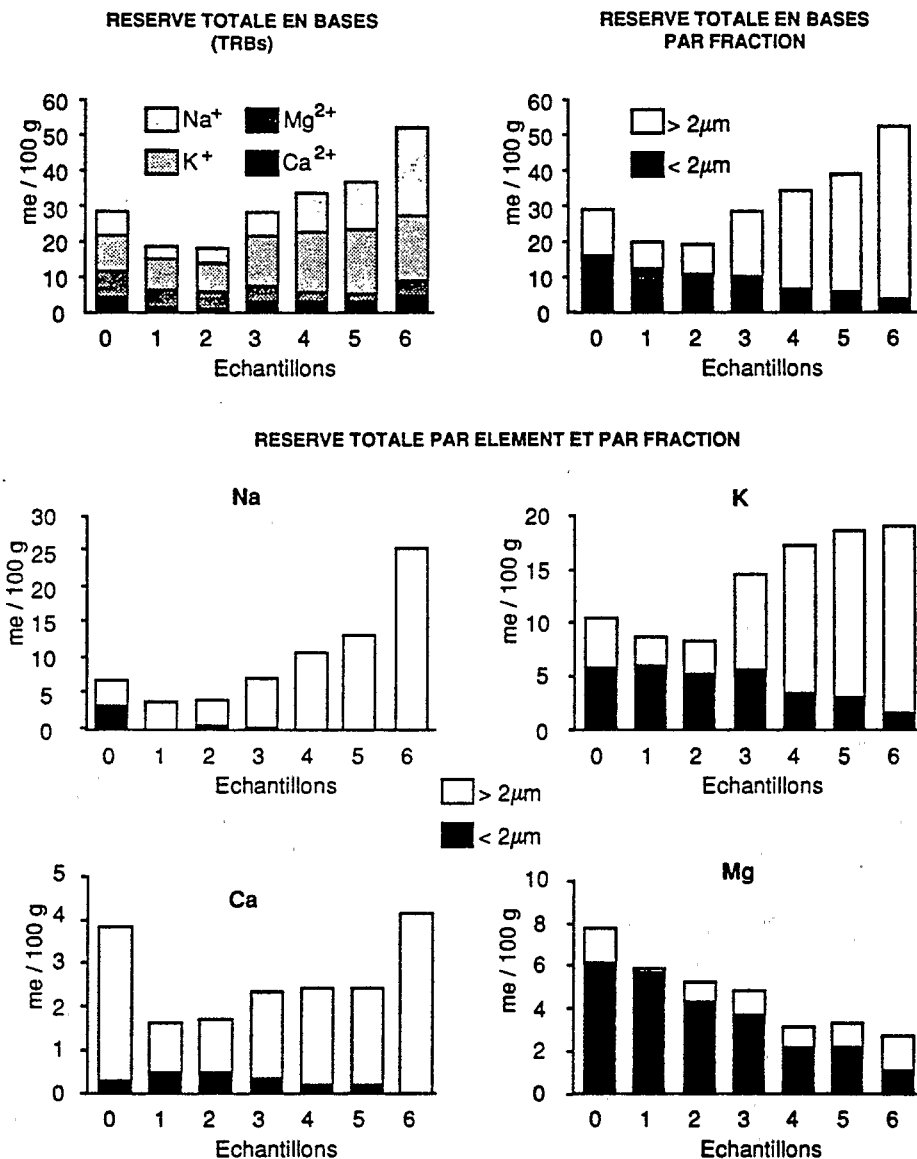 RESERVE TOTALE EN BASES
(TRBs)
60
50
40
30
20
10
0
me / 100 g
Na+
Mg2+
K+
Ca2+
0 1 2 3 4 5 6
Echantillons
RESERVE TOTALE EN BASES
PAR FRACTION
60
50
40
30
20
10
0
me / 100 g
> 2µm
< 2µm
0 1 2 3 4 5 6
Echantillons
RESERVE TOTALE PAR ELEMENT ET PAR FRACTION
Na
30
25
20
15
10
5
0
me / 100 g
0 1 2 3 4 5 6
Echantillons
K
20
15
10
5
0
me / 100 g
0 1 2 3 4 5 6
Echantillons
> 2µm
< 2µm
Ca
5
4
3
2
1
0
me / 100 g
0 1 2 3 4 5 6
Echantillons
Mg
10
8
6
4
2
0
me / 100 g
0 1 2 3 4 5 6
Echantillons